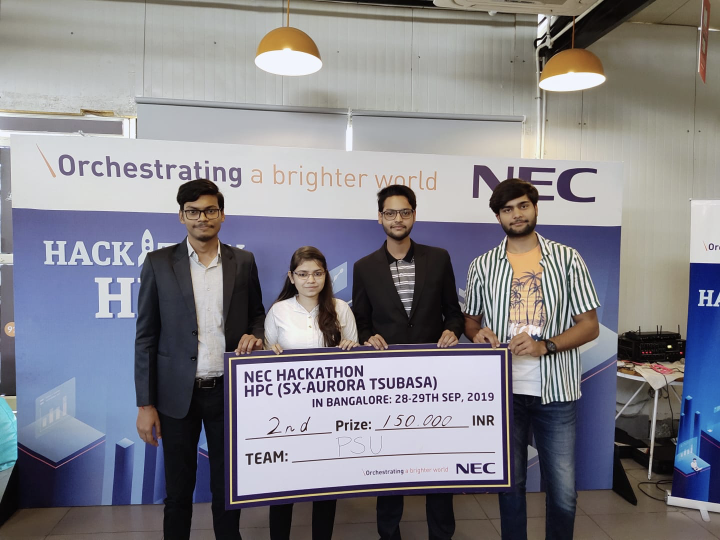 \Orchestrating a brighter world
NEC
HACK
H
NEC HACKATHON
HPC (SX-AURORA TSUBASA)
IN BANGALORE: 28-29TH SEP, 2019
2nd Prize: 150.000 INR
TEAM: PSU
\Orchestrating a brighter world NEC
\Or
HA